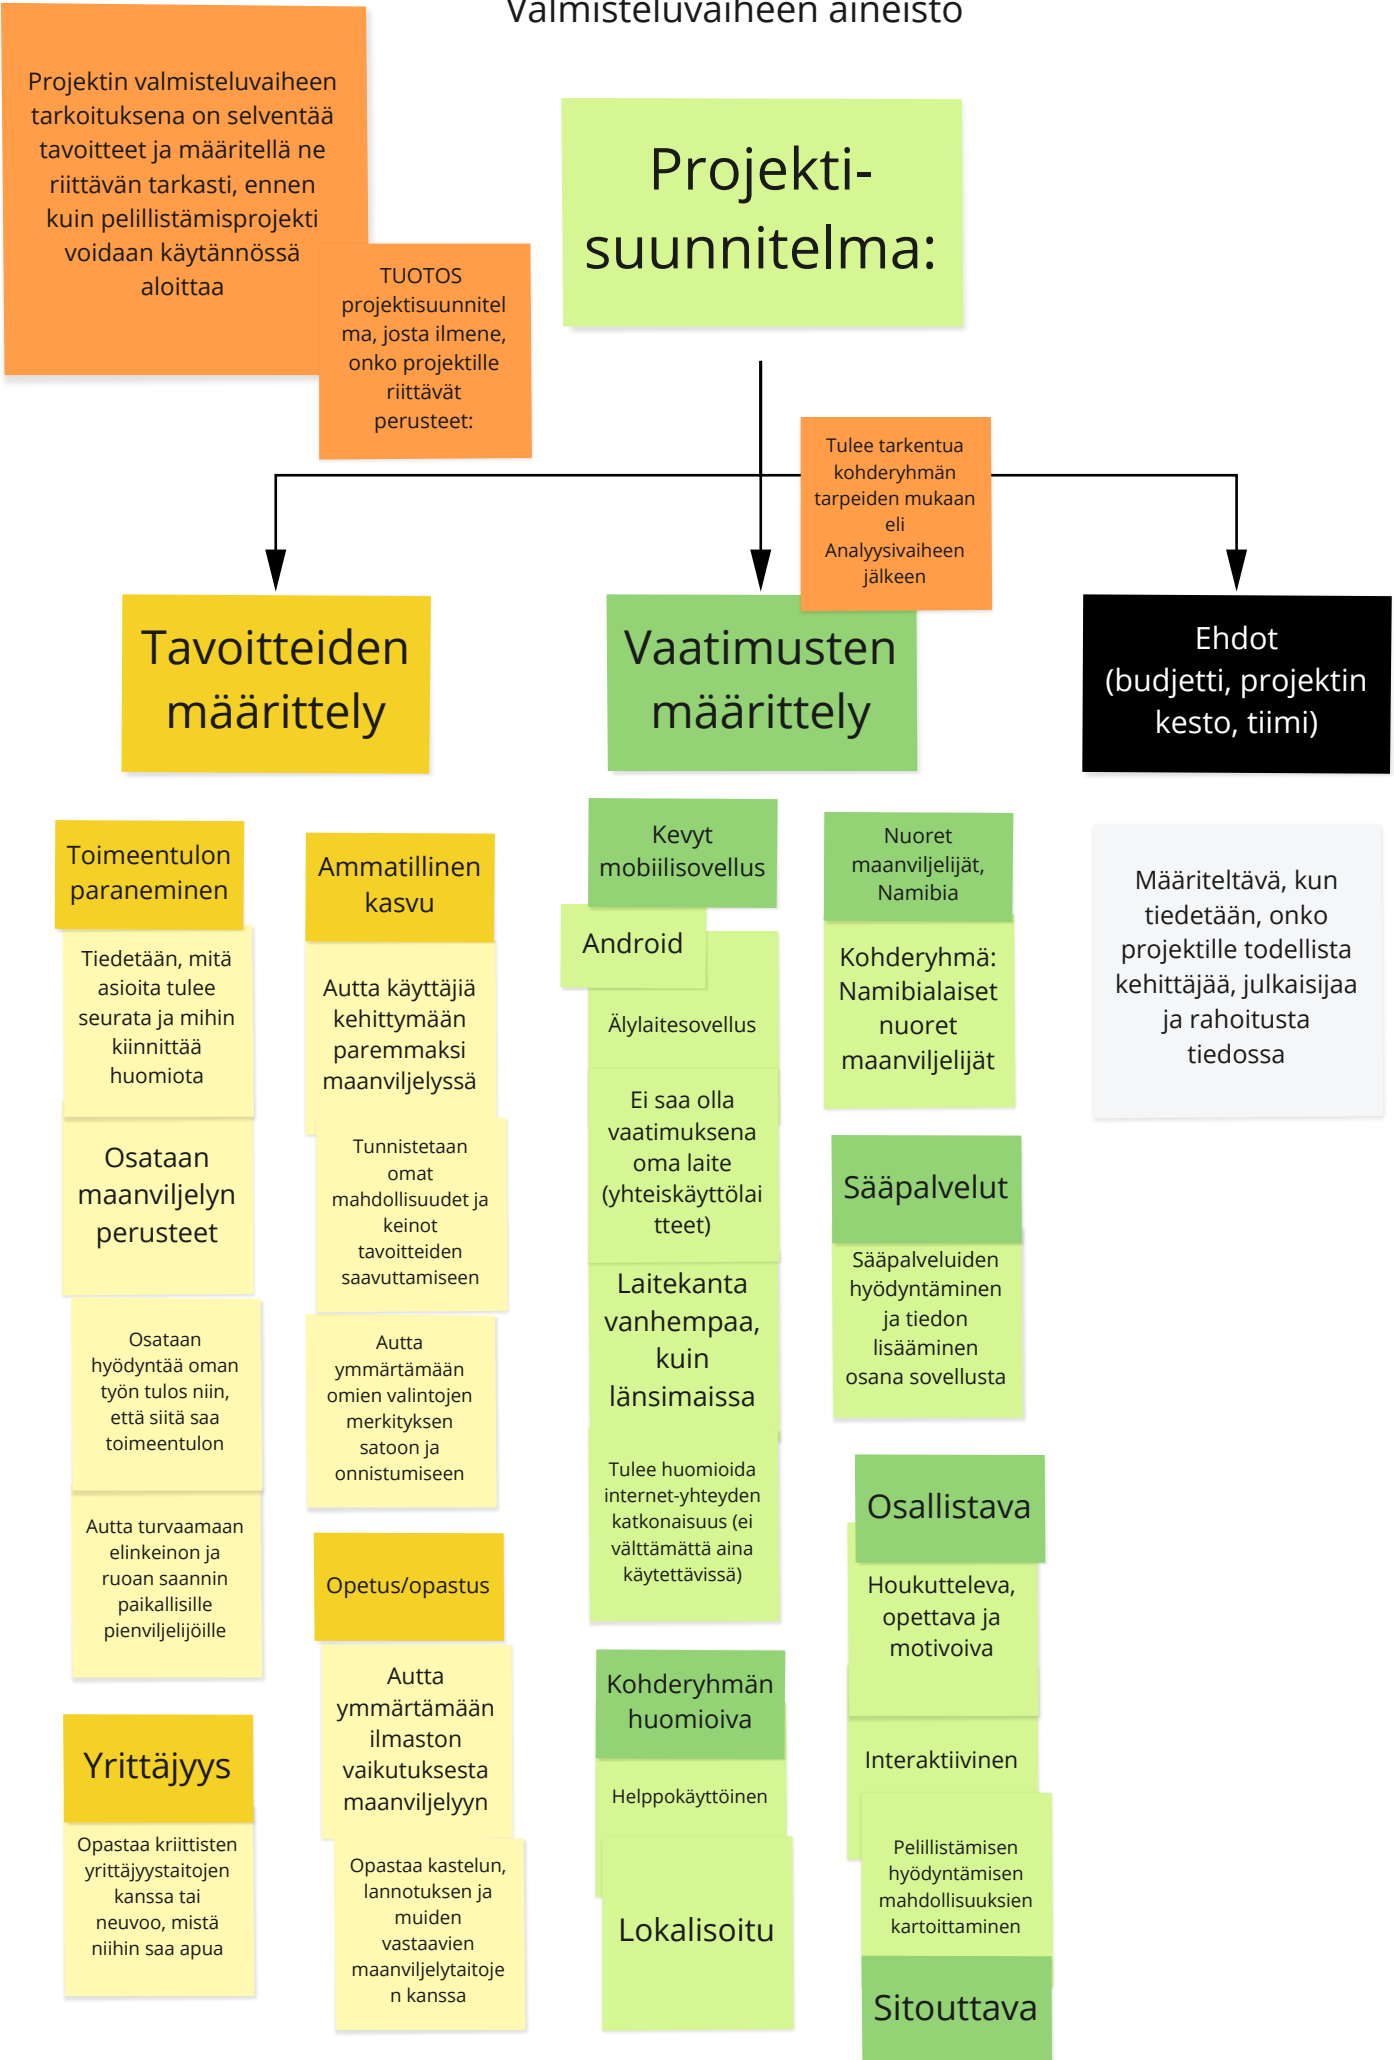 Valmisteluvaiheen aineisto
Projektin valmisteluvaiheen
tarkoituksena on selventää
tavoitteet ja määritellä ne
riittävän tarkasti, ennen
kuin pelillistämisprojekti
voidaan käytännössä
aloittaa
TUOTOS
projektisuunnitel
ma, josta ilmene,
onko projektille
riittävät
perusteet:
Projekti-
suunnitelma:
Tulee tarkentua
kohderyhmän
tarpeiden mukaan
eli
Analyysivaiheen
jälkeen
Tavoitteiden
määrittely
Vaatimusten
määrittely
Ehdot
(budjetti, projektin
kesto, tiimi)
Toimeentulon
paraneminen
Tiedetään, mitä
asioita tulee
seurata ja mihin
kiinnittää
huomiota
Osataan
maanviljelyn
perusteet
Osataan
hyödyntää oman
työn tulos niin,
että siitä saa
toimeentulon
Autta turvaamaan
elinkeinon ja
ruoan saannin
paikallisille
pienviljelijöille
Yrittäjyys
Opastaa kriittisten
yrittäjyystaitojen
kanssa tai
neuvoo, mistä
niihin saa apua
Ammatillinen
kasvu
Autta käyttäjiä
kehittymään
paremmaksi
maanviljelyssä
Tunnistetaan
omat
mahdollisuudet ja
keinot
tavoitteiden
saavuttamiseen
Autta
ymmärtämään
omien valintojen
merkityksen
satoon ja
onnistumiseen
Opetus/opastus
Autta
ymmärtämään
ilmaston
vaikutuksesta
maanviljelyyn
Opastaa kastelun,
lannotuksen ja
muiden
vastaavien
maanviljelytaitoje
n kanssa
Kevyt
mobiilisovellus
Android
Älylaitesovellus
Ei saa olla
vaatimuksena
oma laite
(yhteiskäyttölai
tteet)
Laitekanta
vanhempaa,
kuin
länsimaissa
Tulee huomioida
internet-yhteyden
katkonaisuus (ei
välttämättä aina
käytettävissä)
Kohderyhmän
huomioiva
Helppokäyttöinen
Lokalisoitu
Nuoret
maanviljelijät,
Namibia
Kohderyhmä:
Namibialaiset
nuoret
maanviljelijät
Sääpalvelut
Sääpalveluiden
hyödyntäminen
ja tiedon
lisääminen
osana sovellusta
Osallistava
Houkutteleva,
opettava ja
motivoiva
Interaktiivinen
Pelillistämisen
hyödyntämisen
mahdollisuuksien
kartoittaminen
Sitouttava
Määriteltävä, kun
tiedetään, onko
projektille todellista
kehittäjää, julkaisijaa
ja rahoitusta
tiedossa